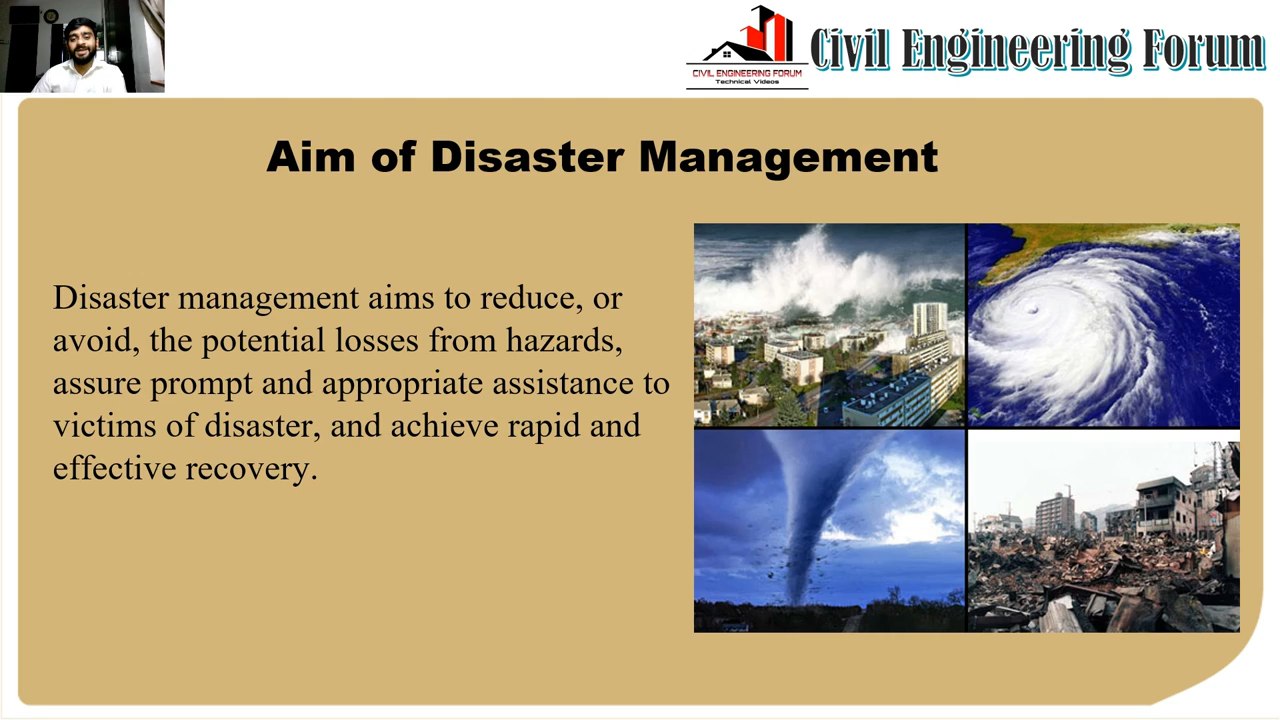 CIVIL ENGINEERING FORUM
Technical Videos
Civil Engineering Forum
Aim of Disaster Management
Disaster management aims to reduce, or
avoid, the potential losses from hazards,
assure prompt and appropriate assistance to
victims of disaster, and achieve rapid and
effective recovery.